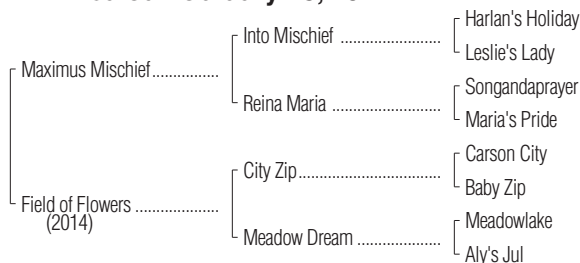 Harlan's Holiday
Into Mischief
Leslie's Lady
Maximus Mischief
Songandaprayer
Reina Maria
Maria's Pride
Carson City
City Zip
Baby Zip
Field of Flowers
(2014)
Meadowlake
Meadow Dream
Aly's Jul